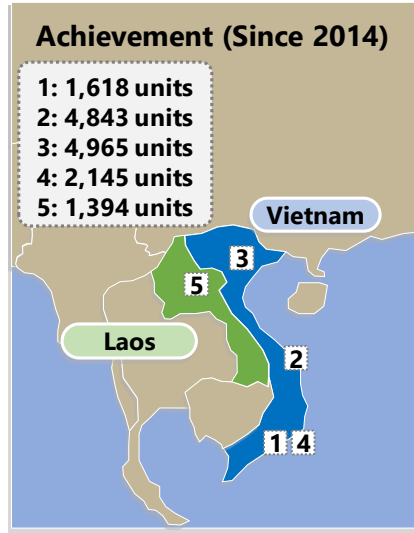 Achievement (Since 2014)
1: 1,618 units
2: 4,843 units
3: 4,965 units
4: 2,145 units
5: 1,394 units
Vietnam
3
5
Laos
2
1 4